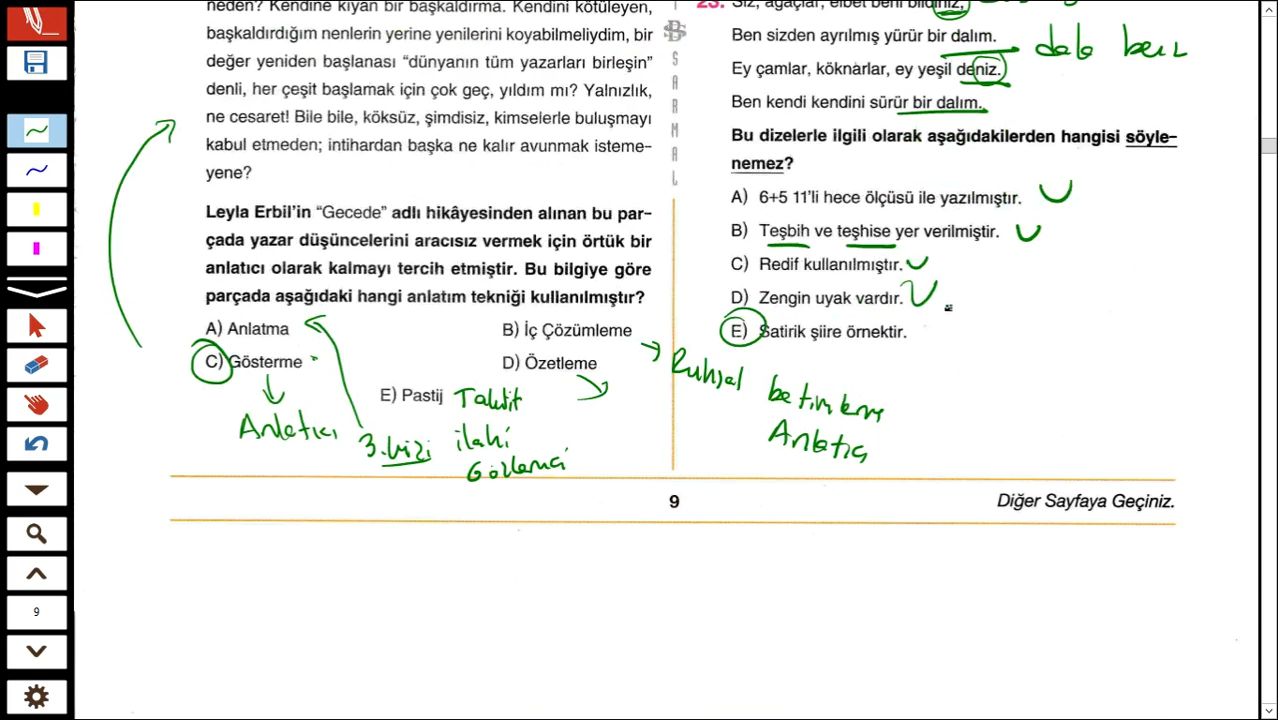 neden? Kendine kıyan bir başkaldırma. Kendini kötüleyen,
başkaldırdığım nenlerin yerine yenilerini koyabilmeliydim, bir
değer yeniden başlanası “dünyanın tüm yazarları birleşin”
denli, her çeşit başlamak için çok geç, yıldım mı? Yalnızlık,
ne cesaret! Bile bile, köksüz, şimdisiz, kimselerle buluşmayı
kabul etmeden; intihardan başka ne kalır avunmak isteme-
yene?
Leyla Erbil’in “Gecede” adlı hikâyesinden alınan bu par-
çada yazar düşüncelerini aracısız vermek için örtük bir
anlatıcı olarak kalmayı tercih etmiştir. Bu bilgiye göre
parçada aşağıdaki hangi anlatım tekniği kullanılmıştır?
A) Anlatma
B) İç Çözümleme
C) Gösterme
D) Özetleme
E) Pastij
Taklit
Anlatıcı
3.kişi
ilahi
Gözlemci
Ruhsal
betimleme
Anlatıcı
SARMAL
23. Siz, ağaçlar, elbet beni bildiniz,
Ben sizden ayrılmış yürür bir dalım.
dala benz
Ey çamlar, köknarlar, ey yeşil deniz.
Ben kendi kendini sürür bir dalım.
Bu dizelerle ilgili olarak aşağıdakilerden hangisi söyle-
nemez?
A) 6+5 11’li hece ölçüsü ile yazılmıştır.
B) Teşbih ve teşhise yer verilmiştir.
C) Redif kullanılmıştır.
D) Zengin uyak vardır.
E) Satirik şiire örnektir.
9
Diğer Sayfaya Geçiniz.
9